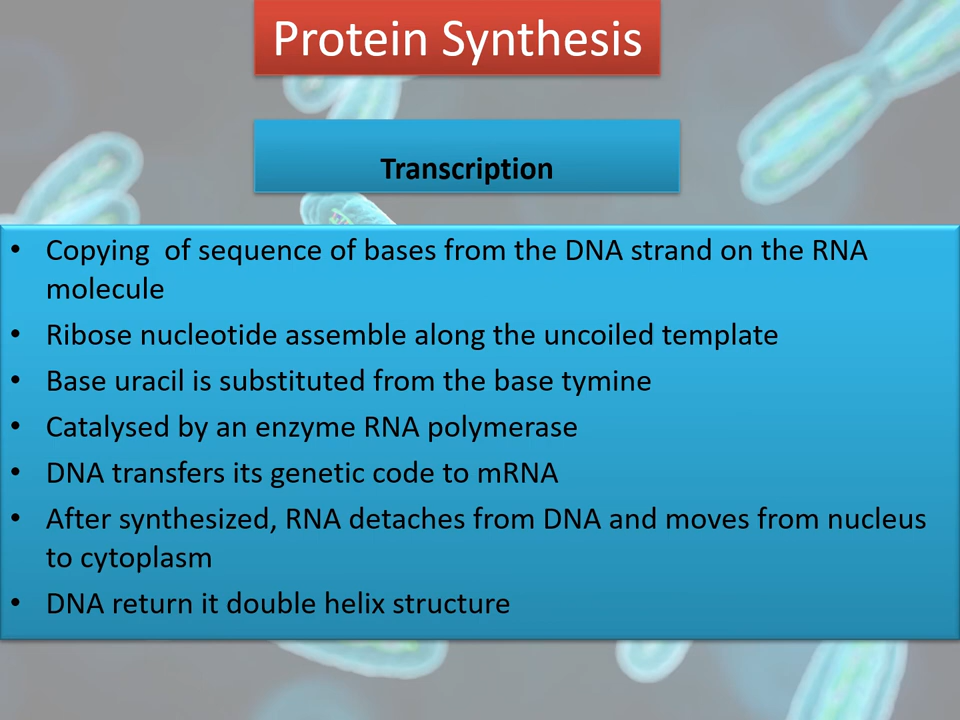 Protein Synthesis
Transcription
• Copying  of sequence of bases from the DNA strand on the RNA
molecule
• Ribose nucleotide assemble along the uncoiled template
• Base uracil is substituted from the base tymine
• Catalysed by an enzyme RNA polymerase
• DNA transfers its genetic code to mRNA
• After synthesized, RNA detaches from DNA and moves from nucleus
to cytoplasm
• DNA return it double helix structure